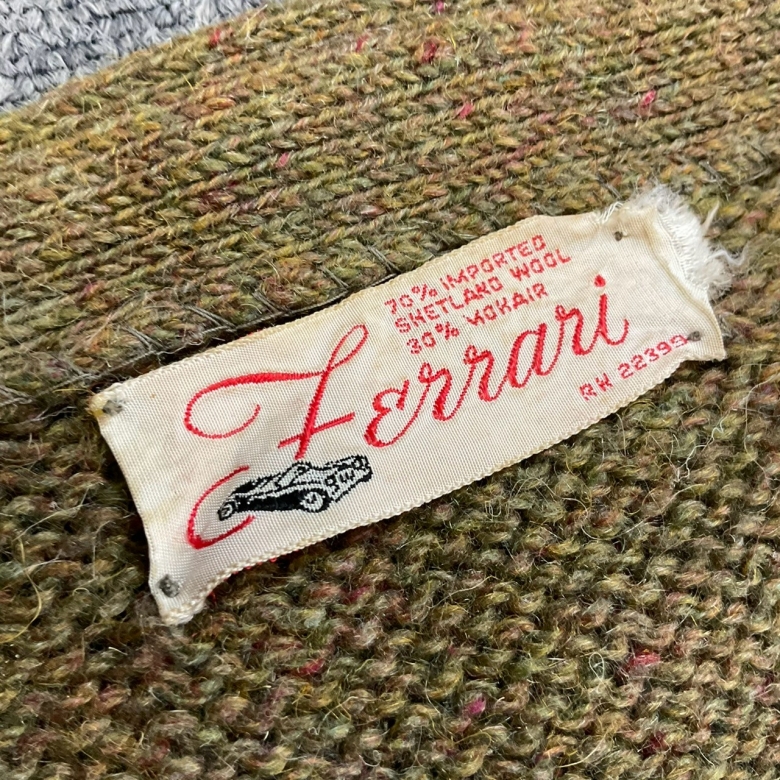 70% IMPORTED
SHETLAND WOOL
30% MOHAIR
Ferrari
RN 22399